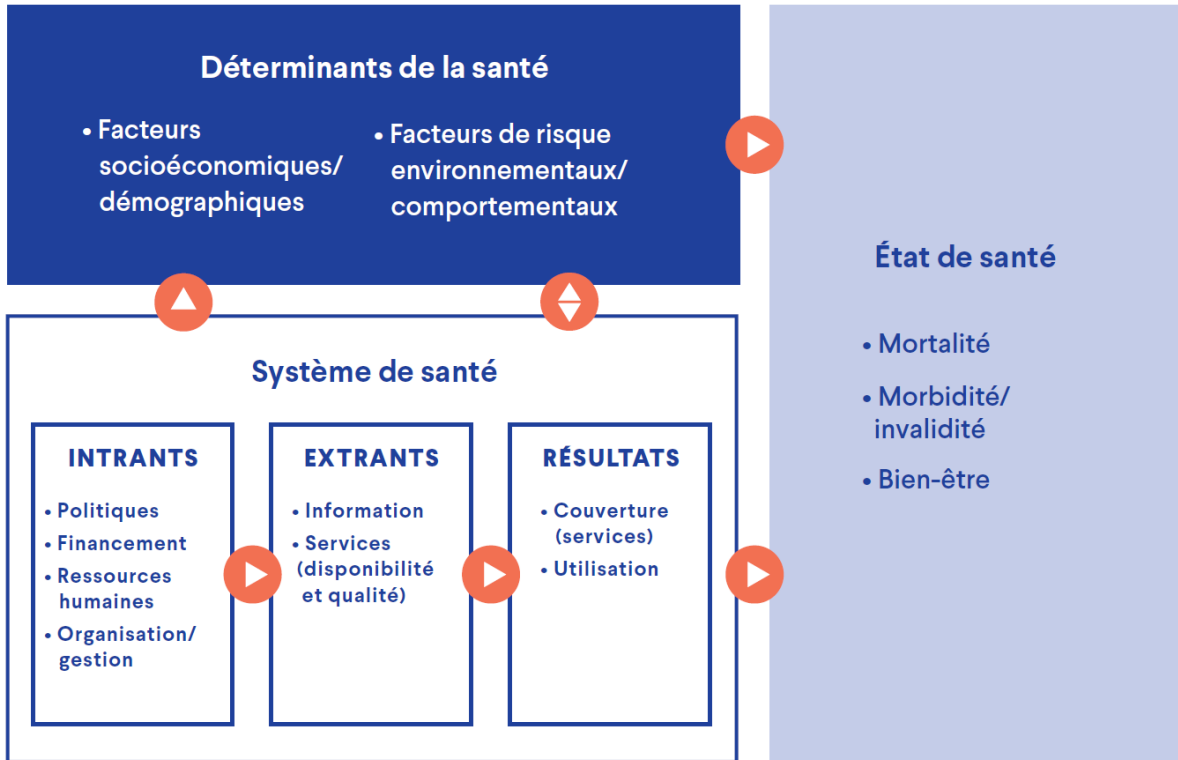 Déterminants de la santé
• Facteurs
socioéconomiques/
démographiques
• Facteurs de risque
environnementaux/
comportementaux
Système de santé
INTRANTS
• Politiques
• Financement
• Ressources
humaines
• Organisation/
gestion
EXTRANTS
• Information
• Services
(disponibilité
et qualité)
RÉSULTATS
• Couverture
(services)
• Utilisation
État de santé
• Mortalité
• Morbidité/
invalidité
• Bien-être